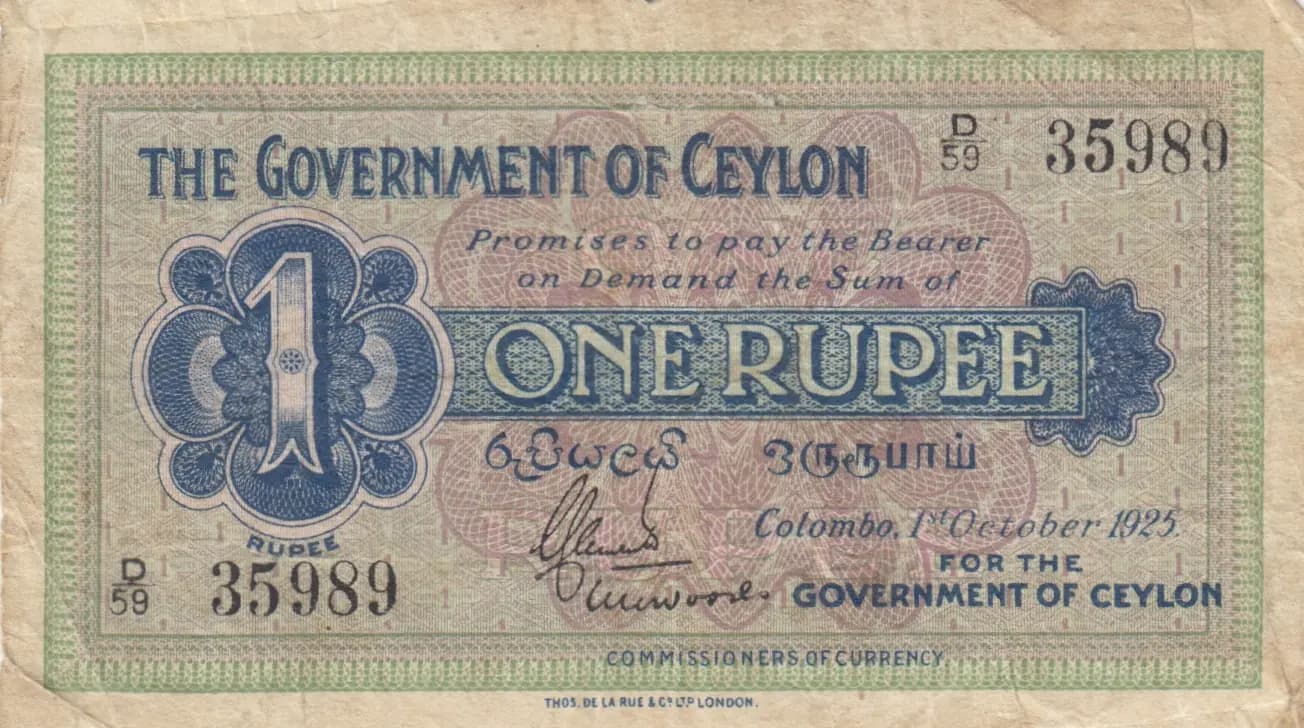 THE GOVERNMENT OF CEYLON
D/59 35989
Promises to pay the Bearer
on Demand the Sum of
1
ONE RUPEE
රුපියලයි ஒருரூபாய்
RUPEE
Colombo, 1st October 1925.
FOR THE
GOVERNMENT OF CEYLON
D/59 35989
COMMISSIONERS OF CURRENCY
THOS. DE LA RUE & Co LTD LONDON.